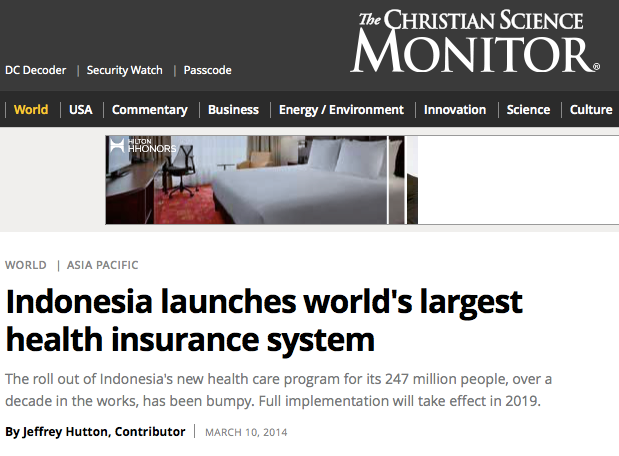 The CHRISTIAN SCIENCE
MONITOR®
DC Decoder | Security Watch | Passcode
World | USA | Commentary | Business | Energy / Environment | Innovation | Science | Culture
HILTON
HHONORS
WORLD | ASIA PACIFIC
Indonesia launches world's largest
health insurance system
The roll out of Indonesia's new health care program for its 247 million people, over a
decade in the works, has been bumpy. Full implementation will take effect in 2019.
By Jeffrey Hutton, Contributor | MARCH 10, 2014